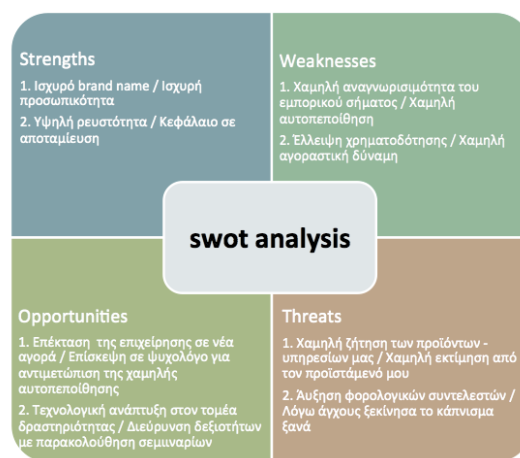 Strengths
1. Ισχυρό brand name / Ισχυρή
προσωπικότητα
2. Υψηλή ρευστότητα / Κεφάλαιο σε
αποταμίευση
Weaknesses
1. Χαμηλή αναγνωρισιμότητα του
εμπορικού σήματος / Χαμηλή
αυτοπεποίθηση
2. Έλλειψη χρηματοδότησης / Χαμηλή
αγοραστική δύναμη
swot analysis
Opportunities
1. Επέκταση της επιχείρησης σε νέα
αγορά / Επίσκεψη σε ψυχολόγο για
αντιμετώπιση της χαμηλής
αυτοπεποίθησης
2. Τεχνολογική ανάπτυξη στον τομέα
δραστηριότητας / Διεύρυνση δεξιοτήτων
με παρακολούθηση σεμιιναρίων
Threats
1. Χαμηλή ζήτηση των προϊόντων -
υπηρεσίων μας / Χαμηλή εκτίμηση από
τον προϊστάμενό μου
2. Άυξηση φορολογικών συντελεστών /
Λόγω άγχους ξεκίνησα το κάπνισμα
ξανά